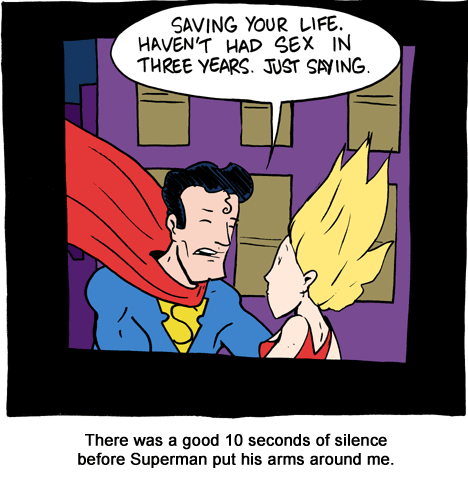 SAVING YOUR LIFE.
HAVEN'T HAD SEX IN
THREE YEARS. JUST SAYING.
S
There was a good 10 seconds of silence
before Superman put his arms around me.